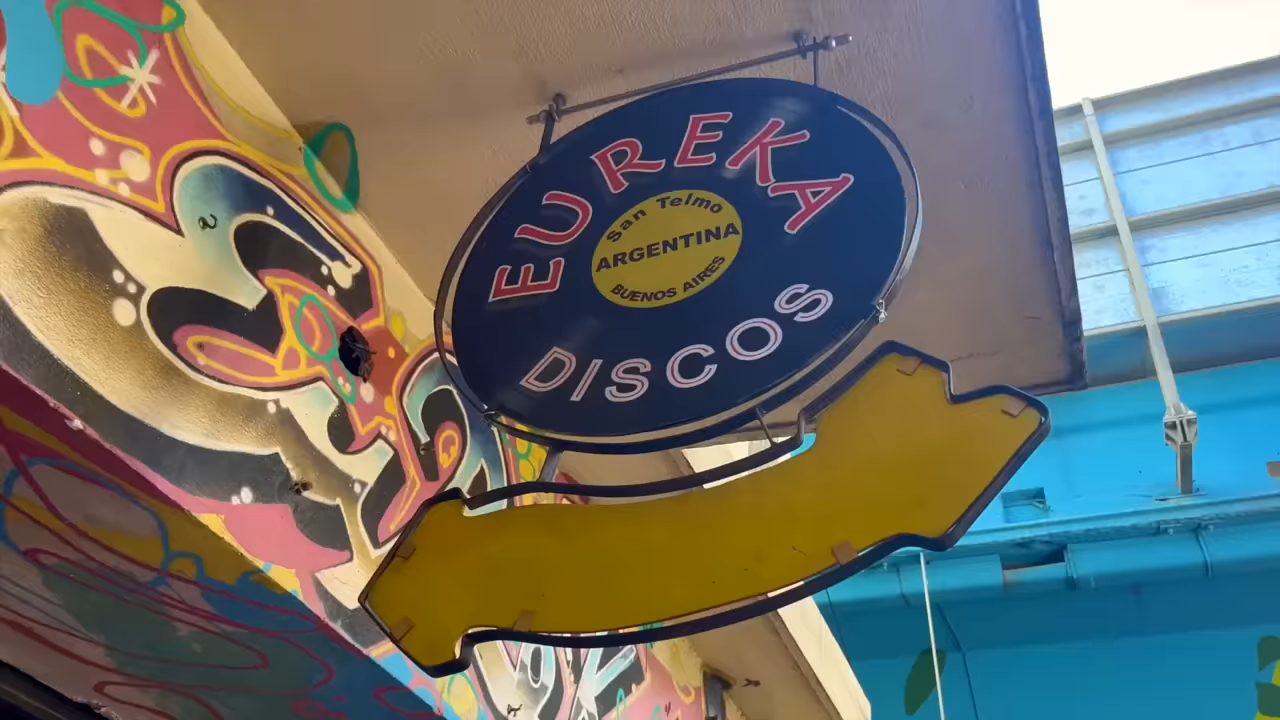 EUREKA
San Telmo
ARGENTINA
BUENOS AIRES
DISCOS